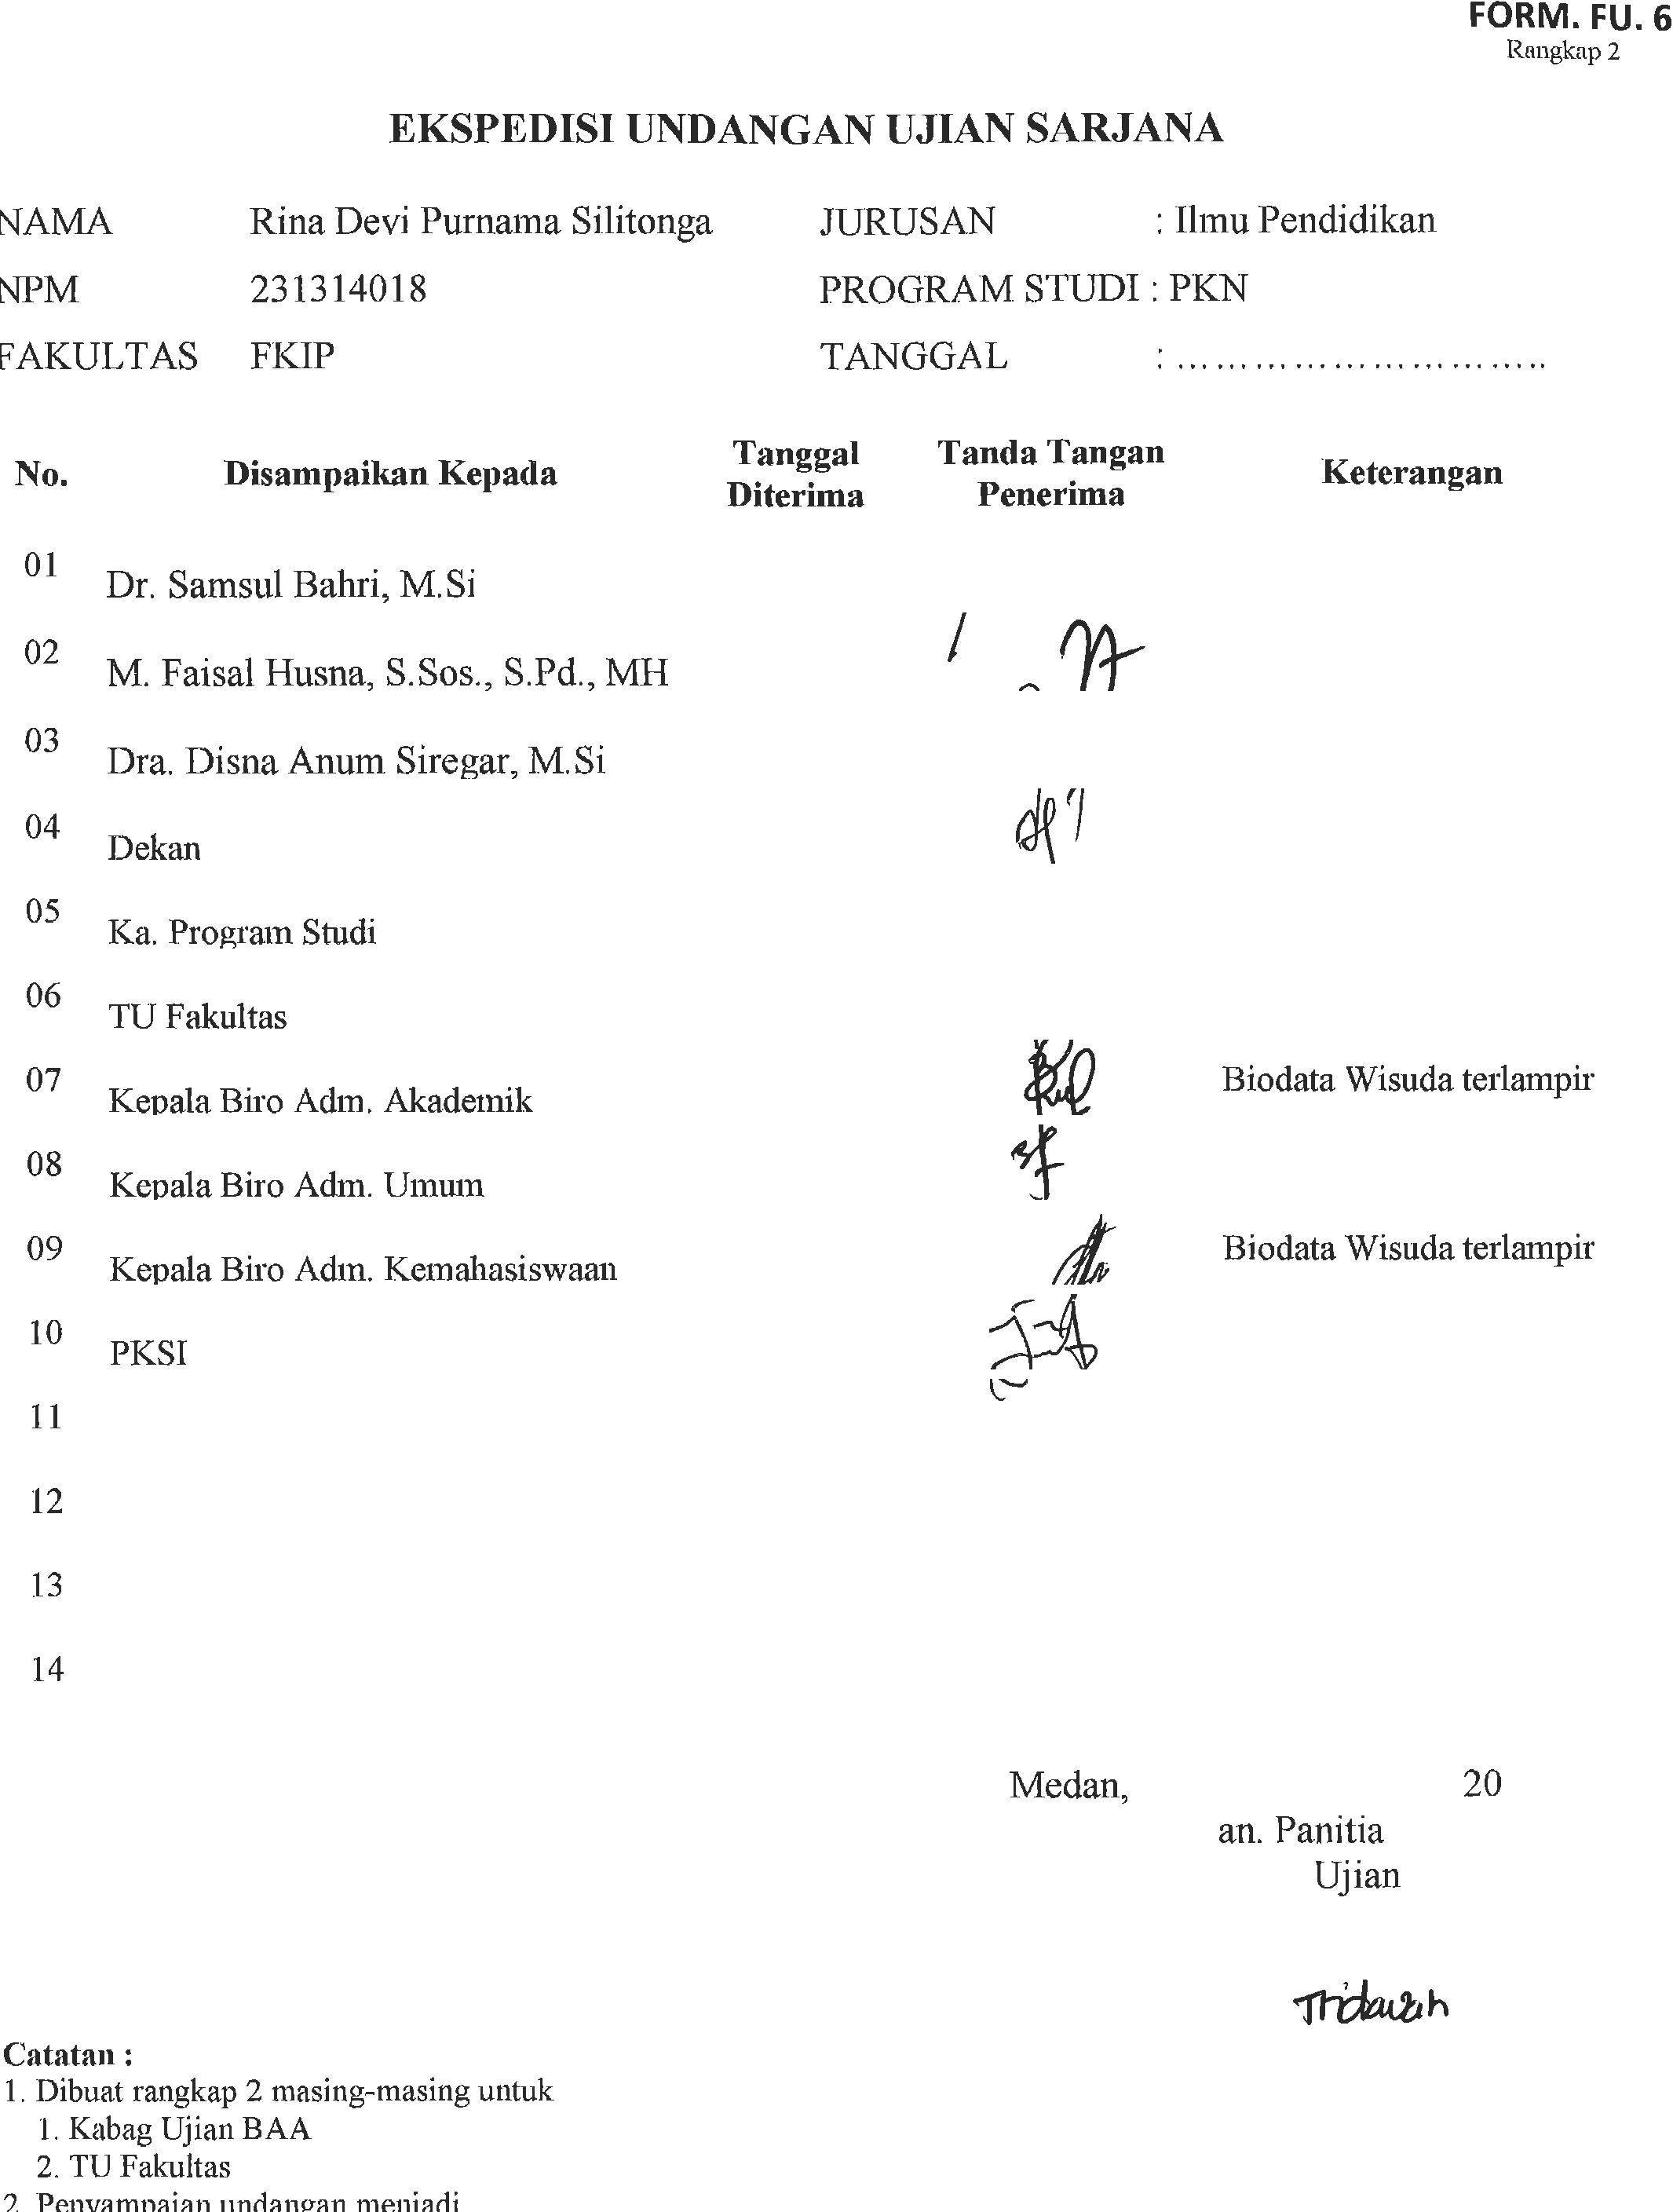 FORM. FU. 6
Rangkap 2
EKSPEDISI UNDANGAN UJIAN SARJANA
NAMA Rina Devi Purnama Silitonga JURUSAN : Ilmu Pendidikan
NPM 231314018 PROGRAM STUDI : PKN
FAKULTAS FKIP TANGGAL : ................................
No. Disampaikan Kepada Tanggal Diterima Tanda Tangan Penerima Keterangan
01 Dr. Samsul Bahri, M.Si
02 M. Faisal Husna, S.Sos., S.Pd., MH
03 Dra. Disna Anum Siregar, M.Si
04 Dekan
05 Ka. Program Studi
06 TU Fakultas
07 Kepala Biro Adm. Akademik Biodata Wisuda terlampir
08 Kepala Biro Adm. Umum
09 Kepala Biro Adm. Kemahasiswaan Biodata Wisuda terlampir
10 PKSI
11
12
13
14
Medan, 20
an. Panitia
Ujian
Catatan :
1. Dibuat rangkap 2 masing-masing untuk
1. Kabag Ujian BAA
2. TU Fakultas
2. Penyampaian undangan menjadi